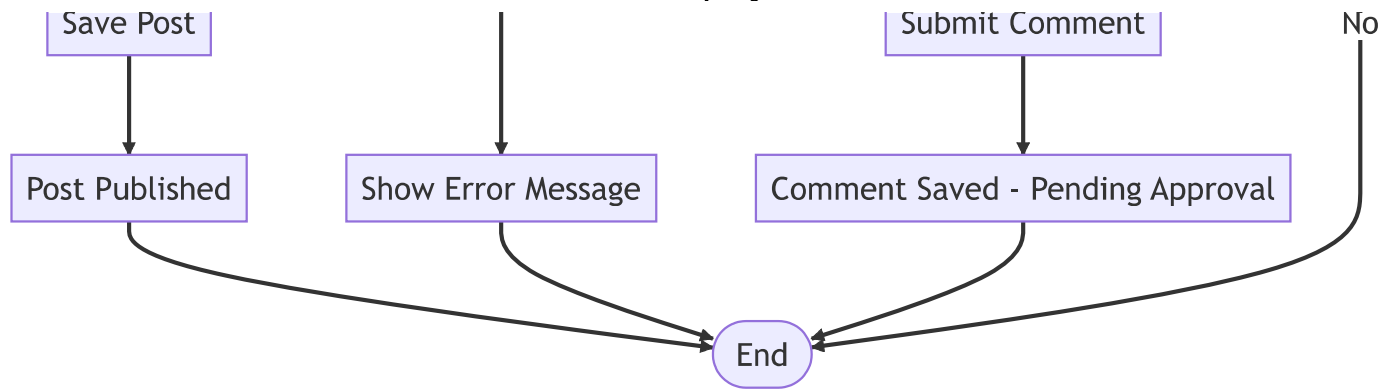 Save Post
Submit Comment
No
Post Published
Show Error Message
Comment Saved - Pending Approval
End